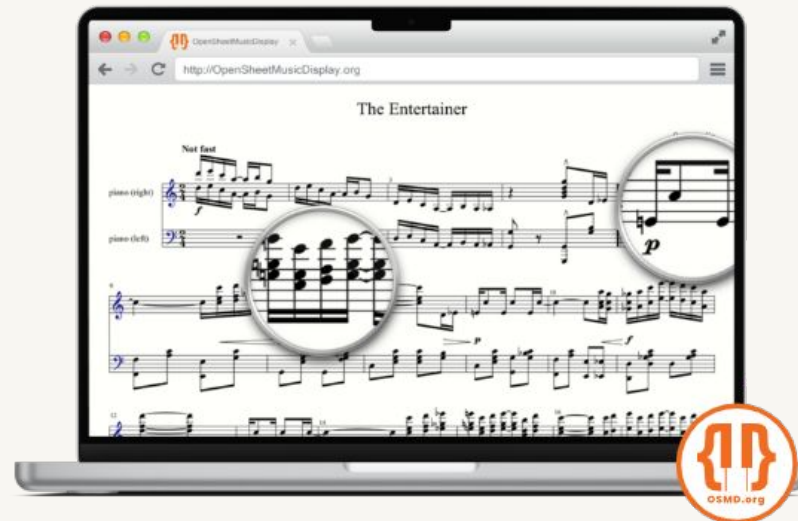 OpenSheetMusicDisplay
http://OpenSheetMusicDisplay.org
The Entertainer
Not fast
piano (right)
f
piano (left)
p
p
f
OSMD.org